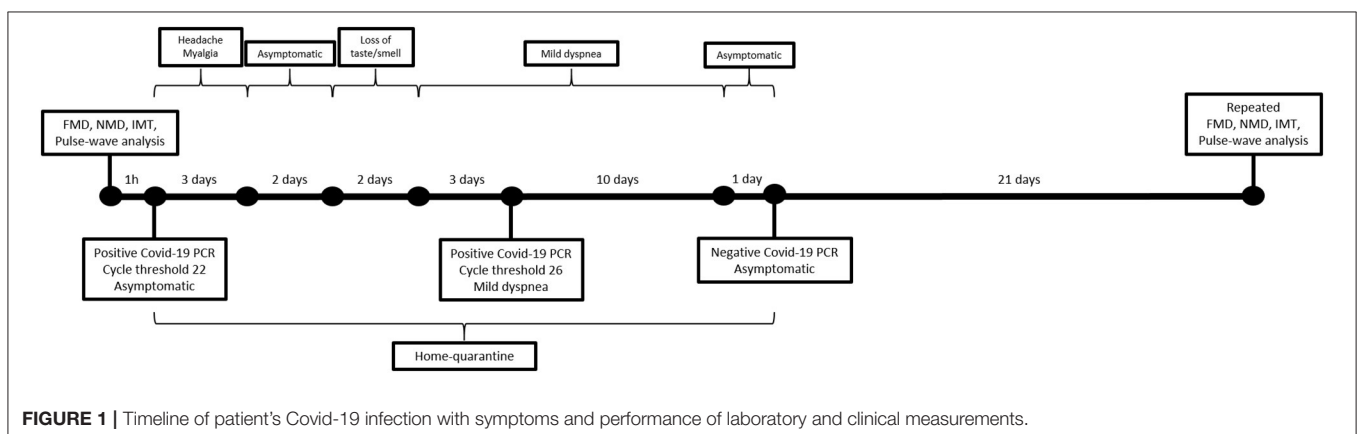 Headache
Myalgia
Asymptomatic
Loss of
taste/smell
Mild dyspnea
Asymptomatic
FMD, NMD, IMT,
Pulse-wave analysis
Repeated
FMD, NMD, IMT,
Pulse-wave analysis
1h
3 days
2 days
2 days
3 days
10 days
1 day
21 days
Positive Covid-19 PCR
Cycle threshold 22
Asymptomatic
Positive Covid-19 PCR
Cycle threshold 26
Mild dyspnea
Negative Covid-19 PCR
Asymptomatic
Home-quarantine
FIGURE 1 | Timeline of patient's Covid-19 infection with symptoms and performance of laboratory and clinical measurements.